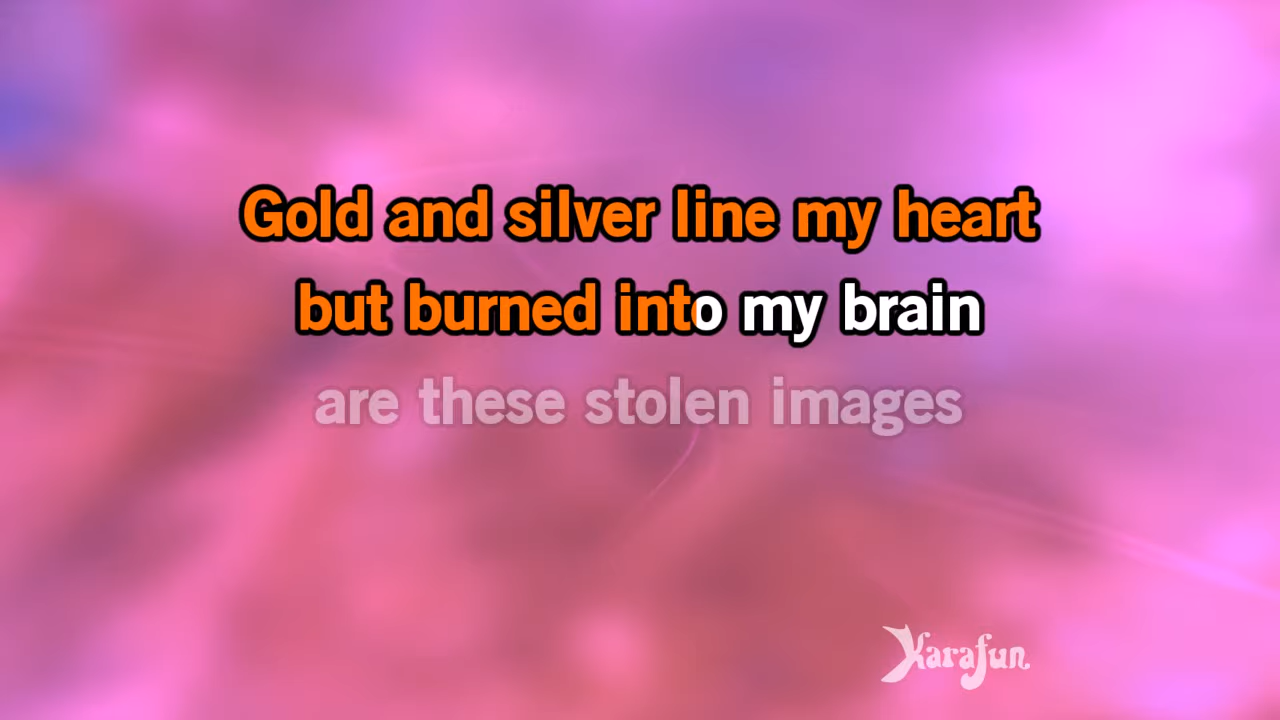 Gold and silver line my heart
but burned into my brain
are these stolen images
Karafun